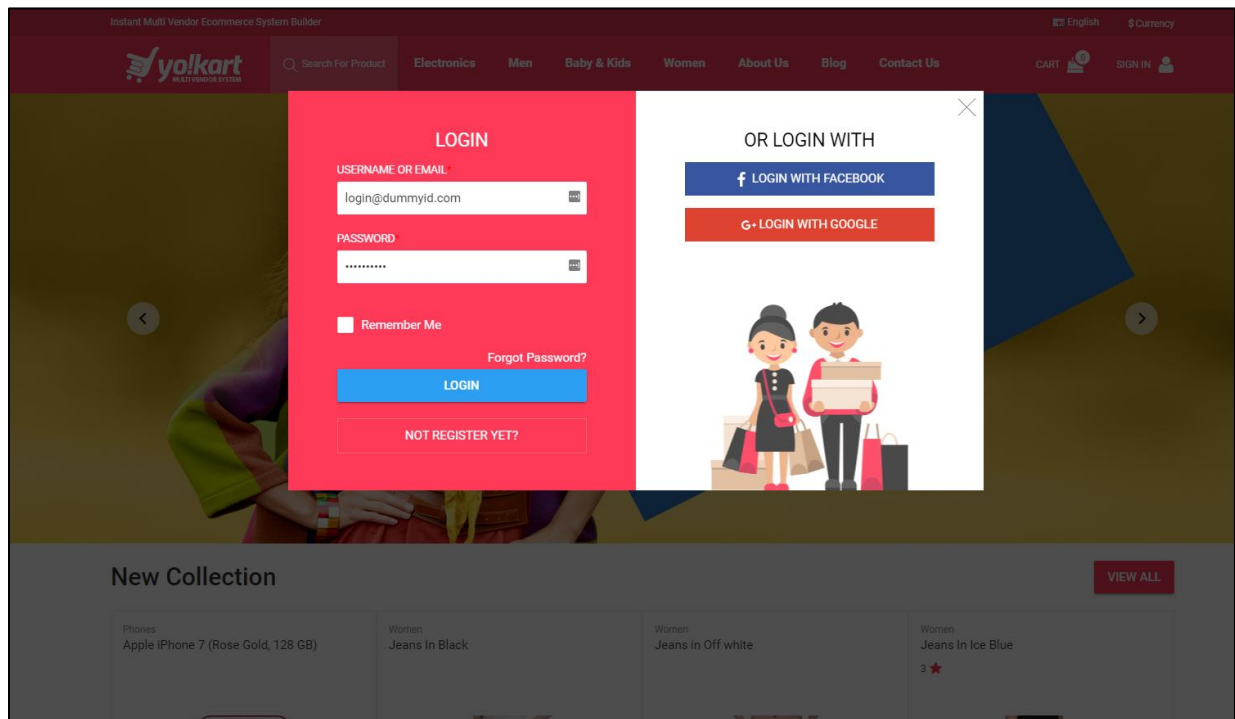 Instant Multi Vendor Ecommerce System Builder
English
$ Currency
yo!kart
MULTI VENDOR SYSTEM
Search For Product
Electronics
Men
Baby & Kids
Women
About Us
Blog
Contact Us
CART
0
SIGN IN
LOGIN
USERNAME OR EMAIL*
login@dummyid.com
PASSWORD*
••••••••••
Remember Me
Forgot Password?
LOGIN
NOT REGISTER YET?
OR LOGIN WITH
f LOGIN WITH FACEBOOK
G+ LOGIN WITH GOOGLE
New Collection
VIEW ALL
Phones
Apple iPhone 7 (Rose Gold, 128 GB)
Women
Jeans In Black
Women
Jeans in Off white
Women
Jeans In Ice Blue
3